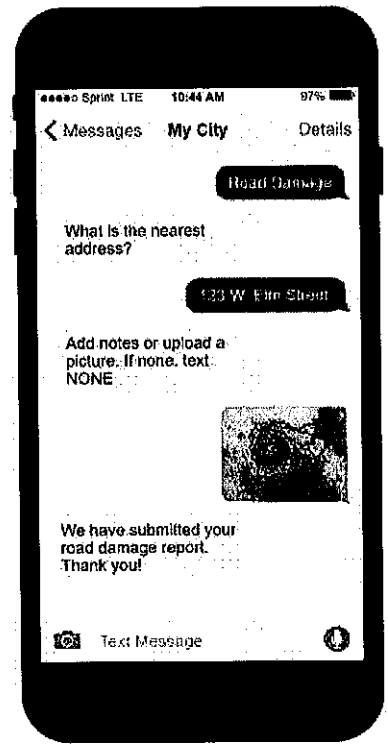 Sprint LTE 10:44 AM 97%
Messages My City Details
Road Damage
What is the nearest
address?
123 W. Elm Street
Add notes or upload a
picture. If none, text
NONE
We have submitted your
road damage report.
Thank you!
Text Message